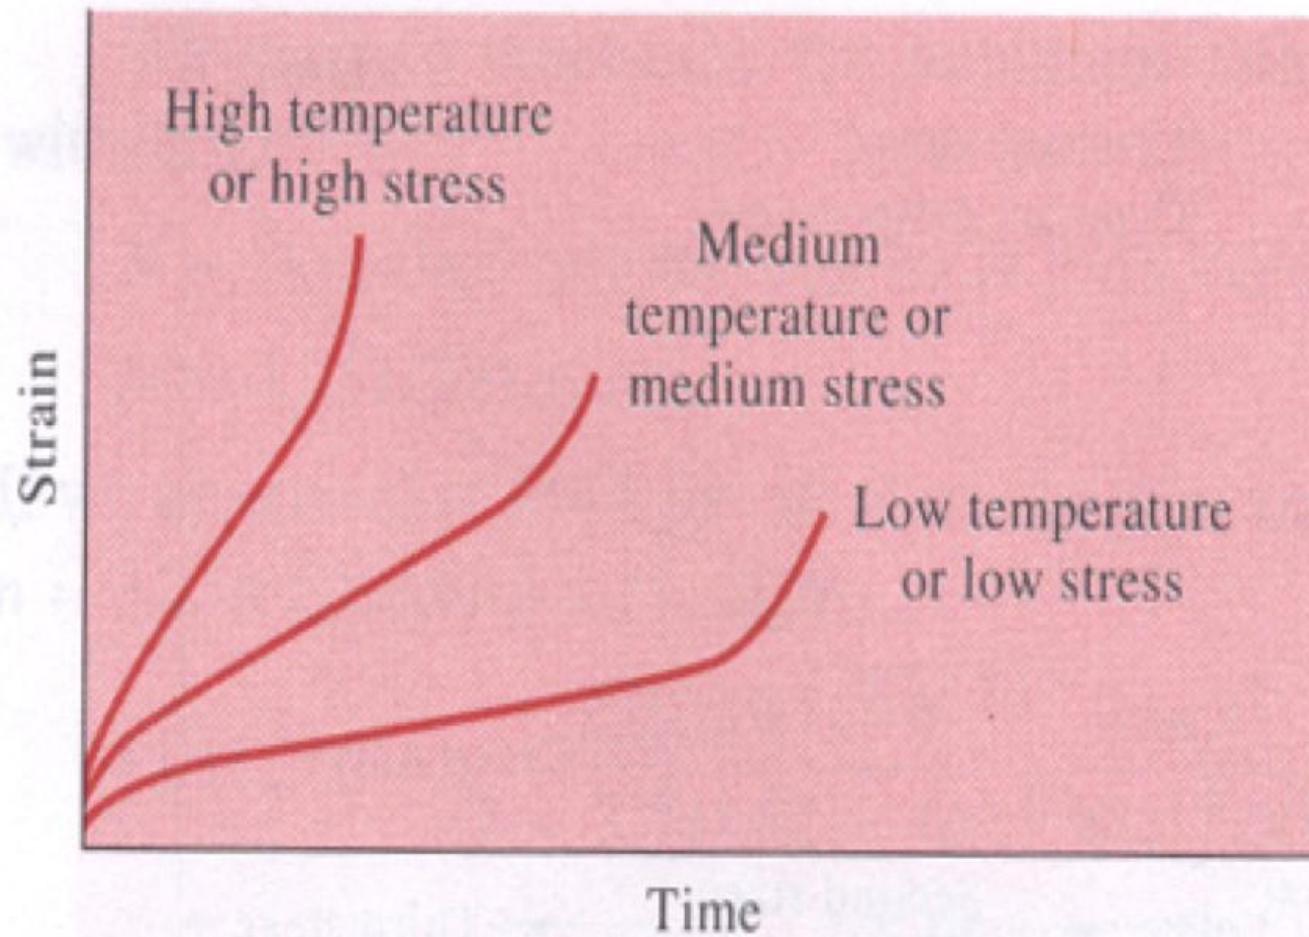 High temperature
or high stress
Medium
temperature or
medium stress
Low temperature
or low stress
Strain
Time